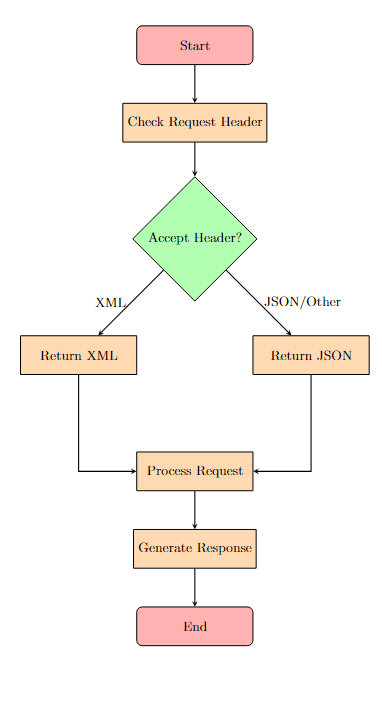 Start
Check Request Header
Accept Header?
XML
JSON/Other
Return XML
Return JSON
Process Request
Generate Response
End